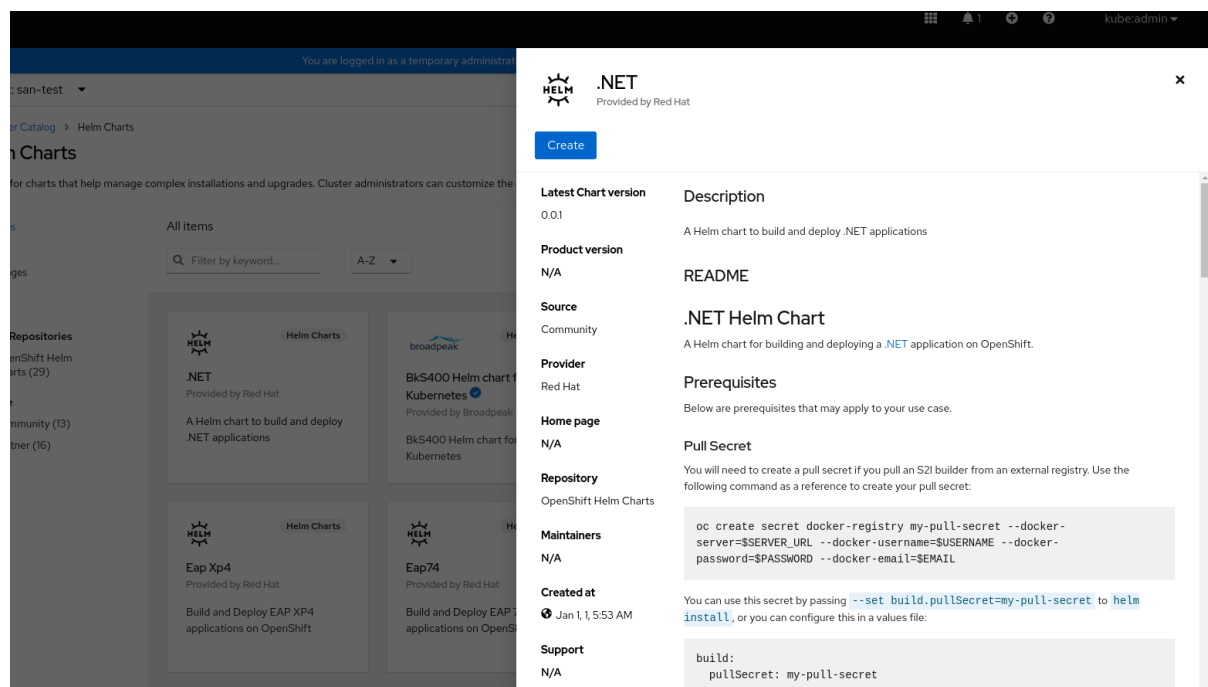 1
kube:admin
You are logged in as a temporary administrat
: san-test
er Catalog > Helm Charts
n Charts
for charts that help manage complex installations and upgrades. Cluster administrators can customize the
s
All items
Filter by keyword...
A-Z
ges
Repositories
enShift Helm
arts (29)
e
mmunity (13)
tner (16)
HELM
Helm Charts
.NET
Provided by Red Hat
A Helm chart to build and deploy
.NET applications
broadpeak
He
BkS400 Helm chart f
Kubernetes
Provided by Broadpeak
BkS400 Helm chart for
Kubernetes
HELM
Helm Charts
Eap Xp4
Provided by Red Hat
Build and Deploy EAP XP4
applications on OpenShift
HELM
He
Eap74
Provided by Red Hat
Build and Deploy EAP 7
applications on OpenS
HELM
.NET
Provided by Red Hat
Create
Latest Chart version
0.0.1
Product version
N/A
Source
Community
Provider
Red Hat
Home page
N/A
Repository
OpenShift Helm Charts
Maintainers
N/A
Created at
Jan 1, 1, 5:53 AM
Support
N/A
Description
A Helm chart to build and deploy .NET applications
README
.NET Helm Chart
A Helm chart for building and deploying a .NET application on OpenShift.
Prerequisites
Below are prerequisites that may apply to your use case.
Pull Secret
You will need to create a pull secret if you pull an S2I builder from an external registry. Use the
following command as a reference to create your pull secret:
oc create secret docker-registry my-pull-secret --docker-
server=$SERVER_URL --docker-username=$USERNAME --docker-
password=$PASSWORD --docker-email=$EMAIL
You can use this secret by passing --set build.pullSecret=my-pull-secret to helm
install, or you can configure this in a values file:
build:
  pullSecret: my-pull-secret